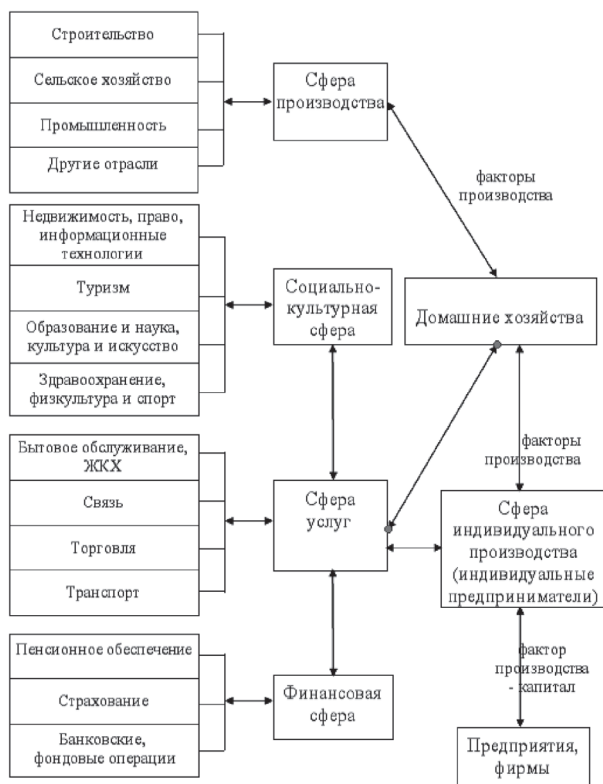 Строительство
Сельское хозяйство
Промышленность
Другие отрасли
Сфера
производства
факторы
производства
Недвижимость, право,
информационные
технологии
Туризм
Образование и наука,
культура и искусство
Здравоохранение,
физкультура и спорт
Социально-
культурная
сфера
Домашние хозяйства
факторы
производства
Бытовое обслуживание,
ЖКХ
Связь
Торговля
Транспорт
Сфера
услуг
Сфера
индивидуального
производства
(индивидуальные
предприниматели)
фактор
производства
- капитал
Пенсионное обеспечение
Страхование
Банковские,
фондовые операции
Финансовая
сфера
Предприятия,
фирмы